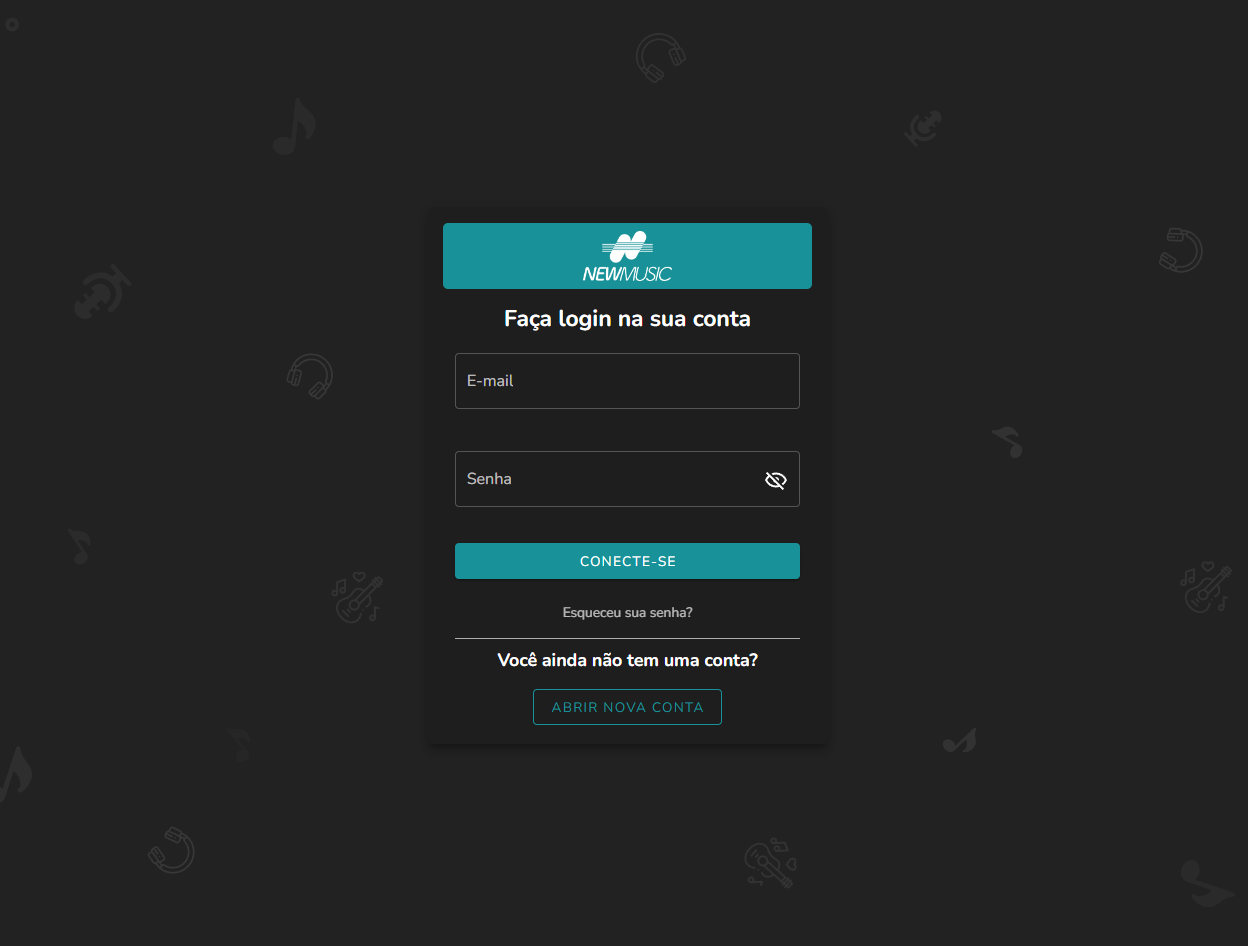 NEWMUSIC
Faça login na sua conta
E-mail
Senha
CONECTE-SE
Esqueceu sua senha?
Você ainda não tem uma conta?
ABRIR NOVA CONTA